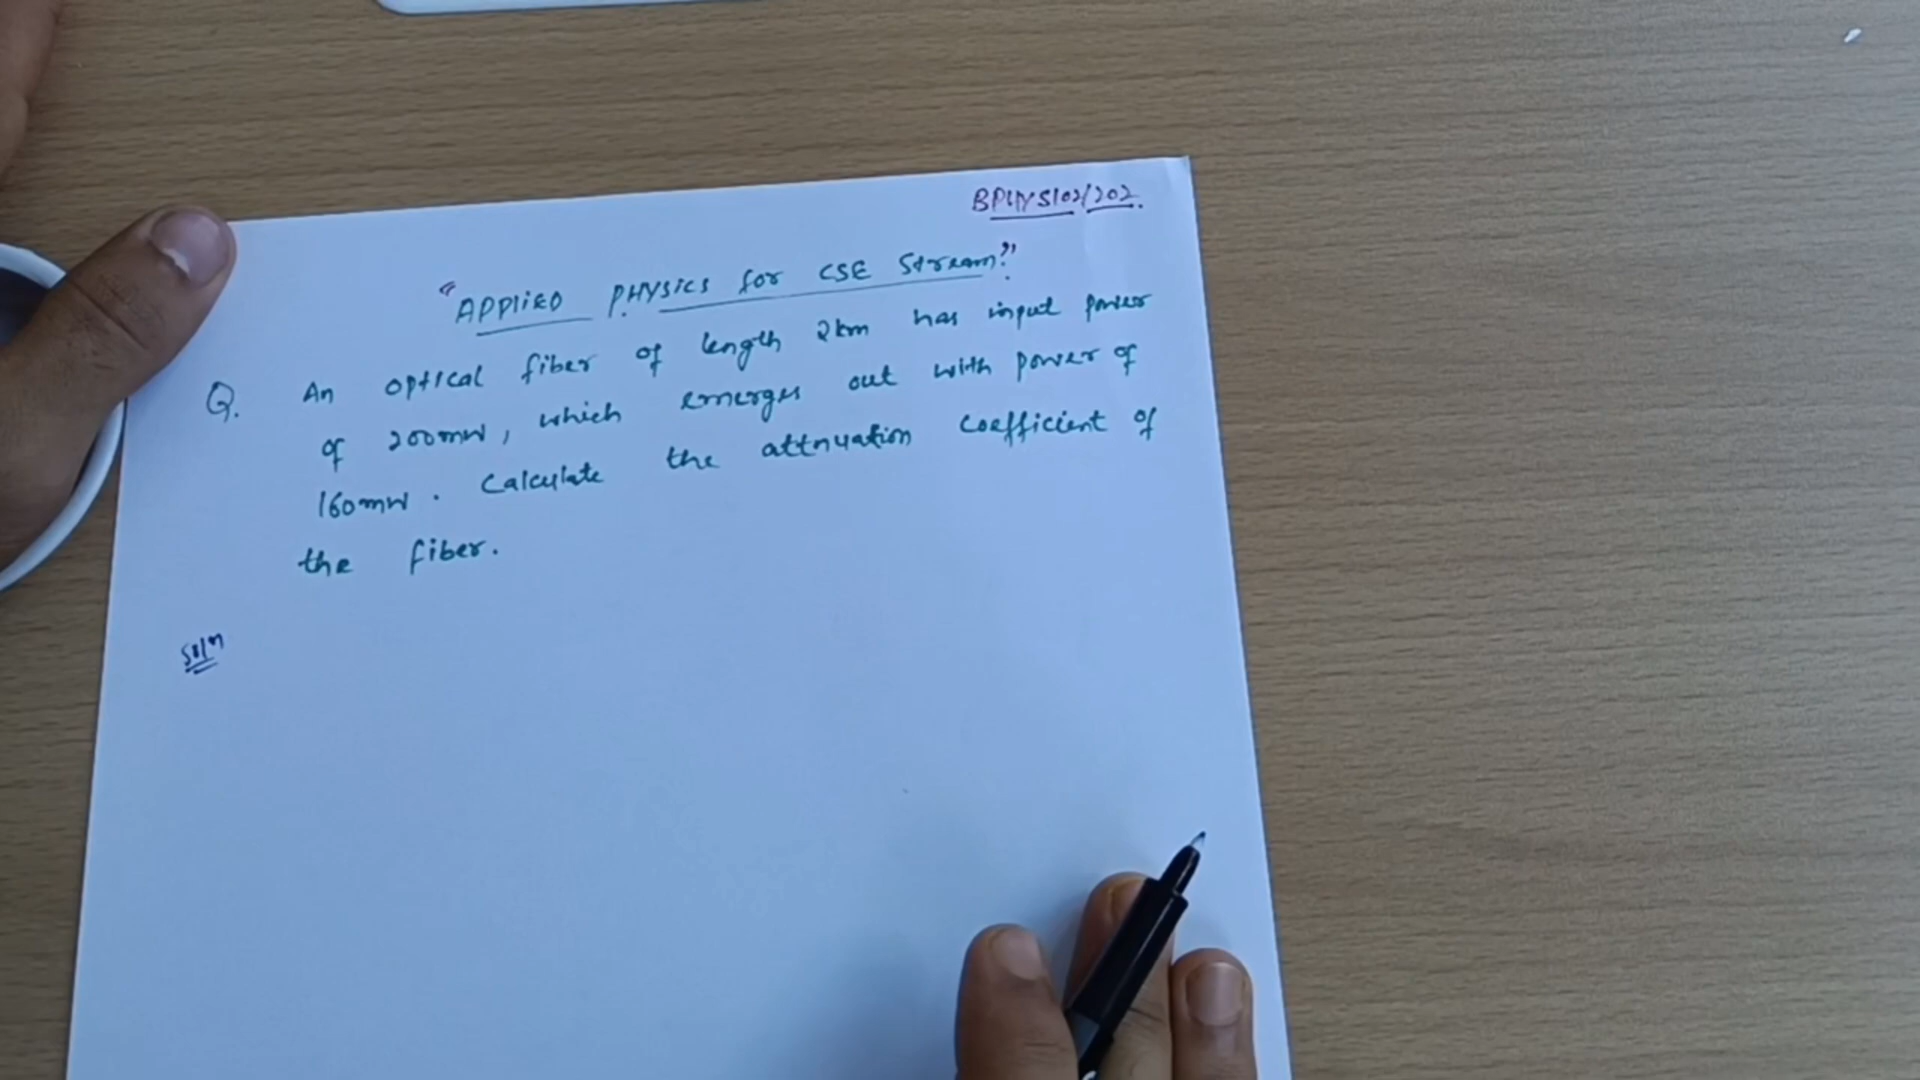 BPHYS102/202.
"APPLIED PHYSICS for CSE Stream."
Q. An optical fiber of length 2km has input power
of 200mW, which emerges out with power of
160mW. Calculate the attnuation coefficient of
the fiber.
Soln